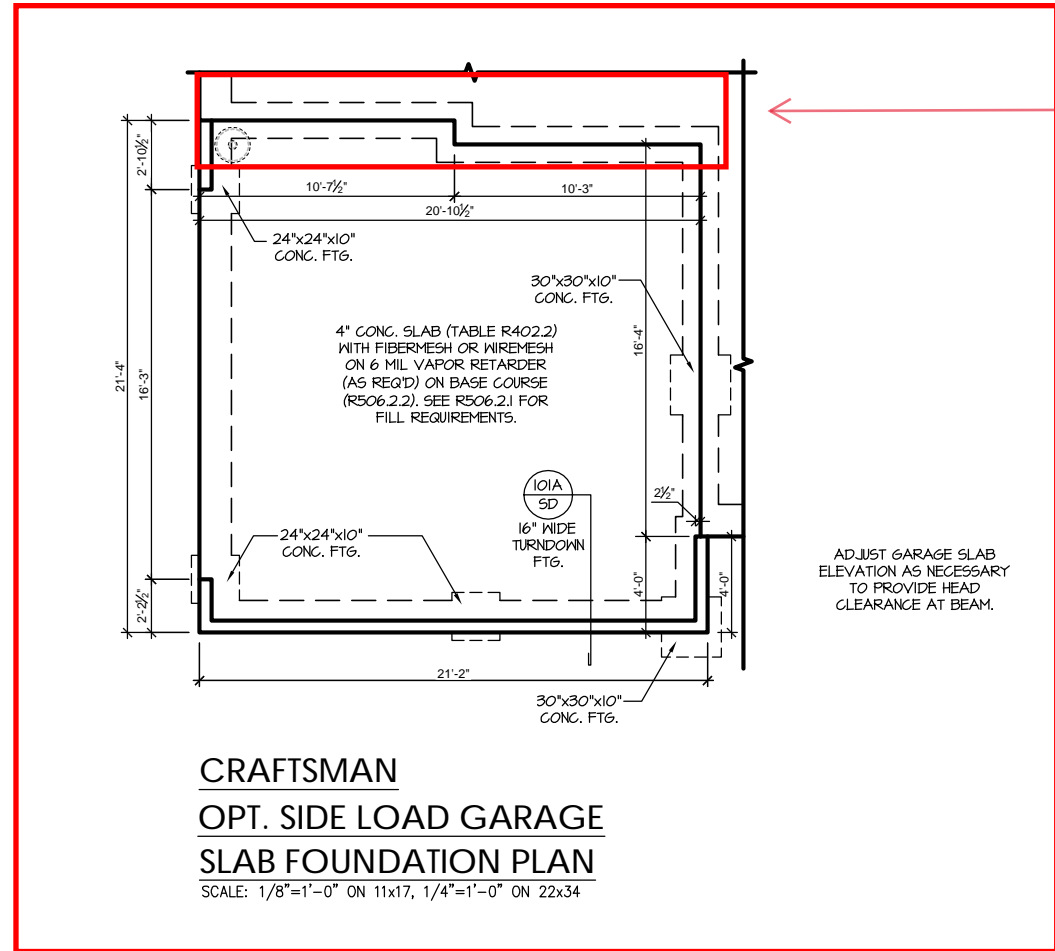 2'-10½"
10'-7½"
10'-3"
20'-10½"
24"x24"x10"
CONC. FTG.
30"x30"x10"
CONC. FTG.
4" CONC. SLAB (TABLE R402.2)
WITH FIBERMESH OR WIREMESH
ON 6 MIL VAPOR RETARDER
(AS REQ'D) ON BASE COURSE
(R506.2.2). SEE R506.2.1 FOR
FILL REQUIREMENTS.
16'-4"
21'-4"
16'-3"
101A
SD
16" WIDE
TURNDOWN
FTG.
2½"
24"x24"x10"
CONC. FTG.
ADJUST GARAGE SLAB
ELEVATION AS NECESSARY
TO PROVIDE HEAD
CLEARANCE AT BEAM.
2'-2½"
4'-0"
4'-0"
21'-2"
30"x30"x10"
CONC. FTG.
CRAFTSMAN
OPT. SIDE LOAD GARAGE
SLAB FOUNDATION PLAN
SCALE: 1/8"=1'-0" ON 11x17, 1/4"=1'-0" ON 22x34